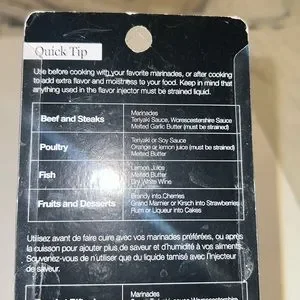 Quick Tip
Use before cooking with your favorite marinades, or after cooking
to add extra flavor and moistness to your food. Keep in mind that
anything used in the flavor injector must be strained liquid.
Marinades
Beef and Steaks
Teriyaki Sauce, Worescestershire Sauce
Melted Garlic Butter (must be strained)
Poultry
Teriyaki or Soy Sauce
Orange or lemon juice (must be strained)
Melted Butter
Fish
Lemon Juice
Melted Butter
Dry White Wine
Fruits and Desserts
Brandy into Cherries
Grand Marnier or Kirsch into Strawberries
Rum or Liqueur into Cakes
Utilisez avant de faire cuire avec vos marinades préférées, ou après
la cuisson pour ajouter plus de saveur et d'humidité à vos aliments.
Souvenez-vous de n'utiliser que du liquide tamisé avec l'injecteur
de saveur.